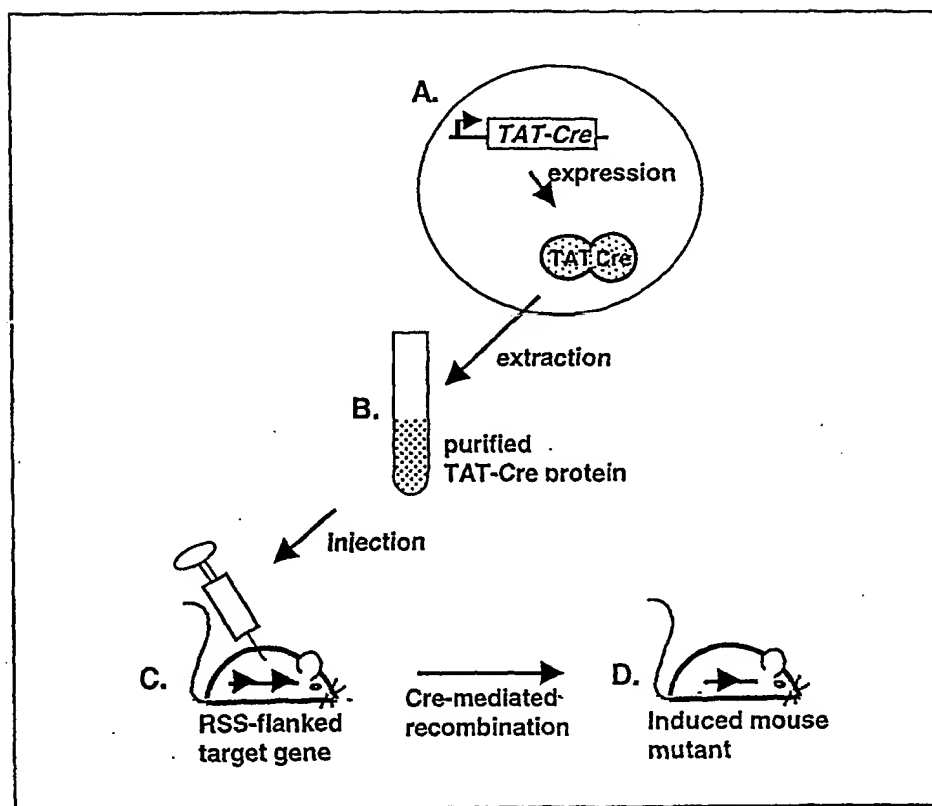 A.
TAT-Cre
expression
TAT Cre
extraction
B.
purified
TAT-Cre protein
injection
C.
RSS-flanked
target gene
Cre-mediated-
recombination
D.
Induced mouse
mutant